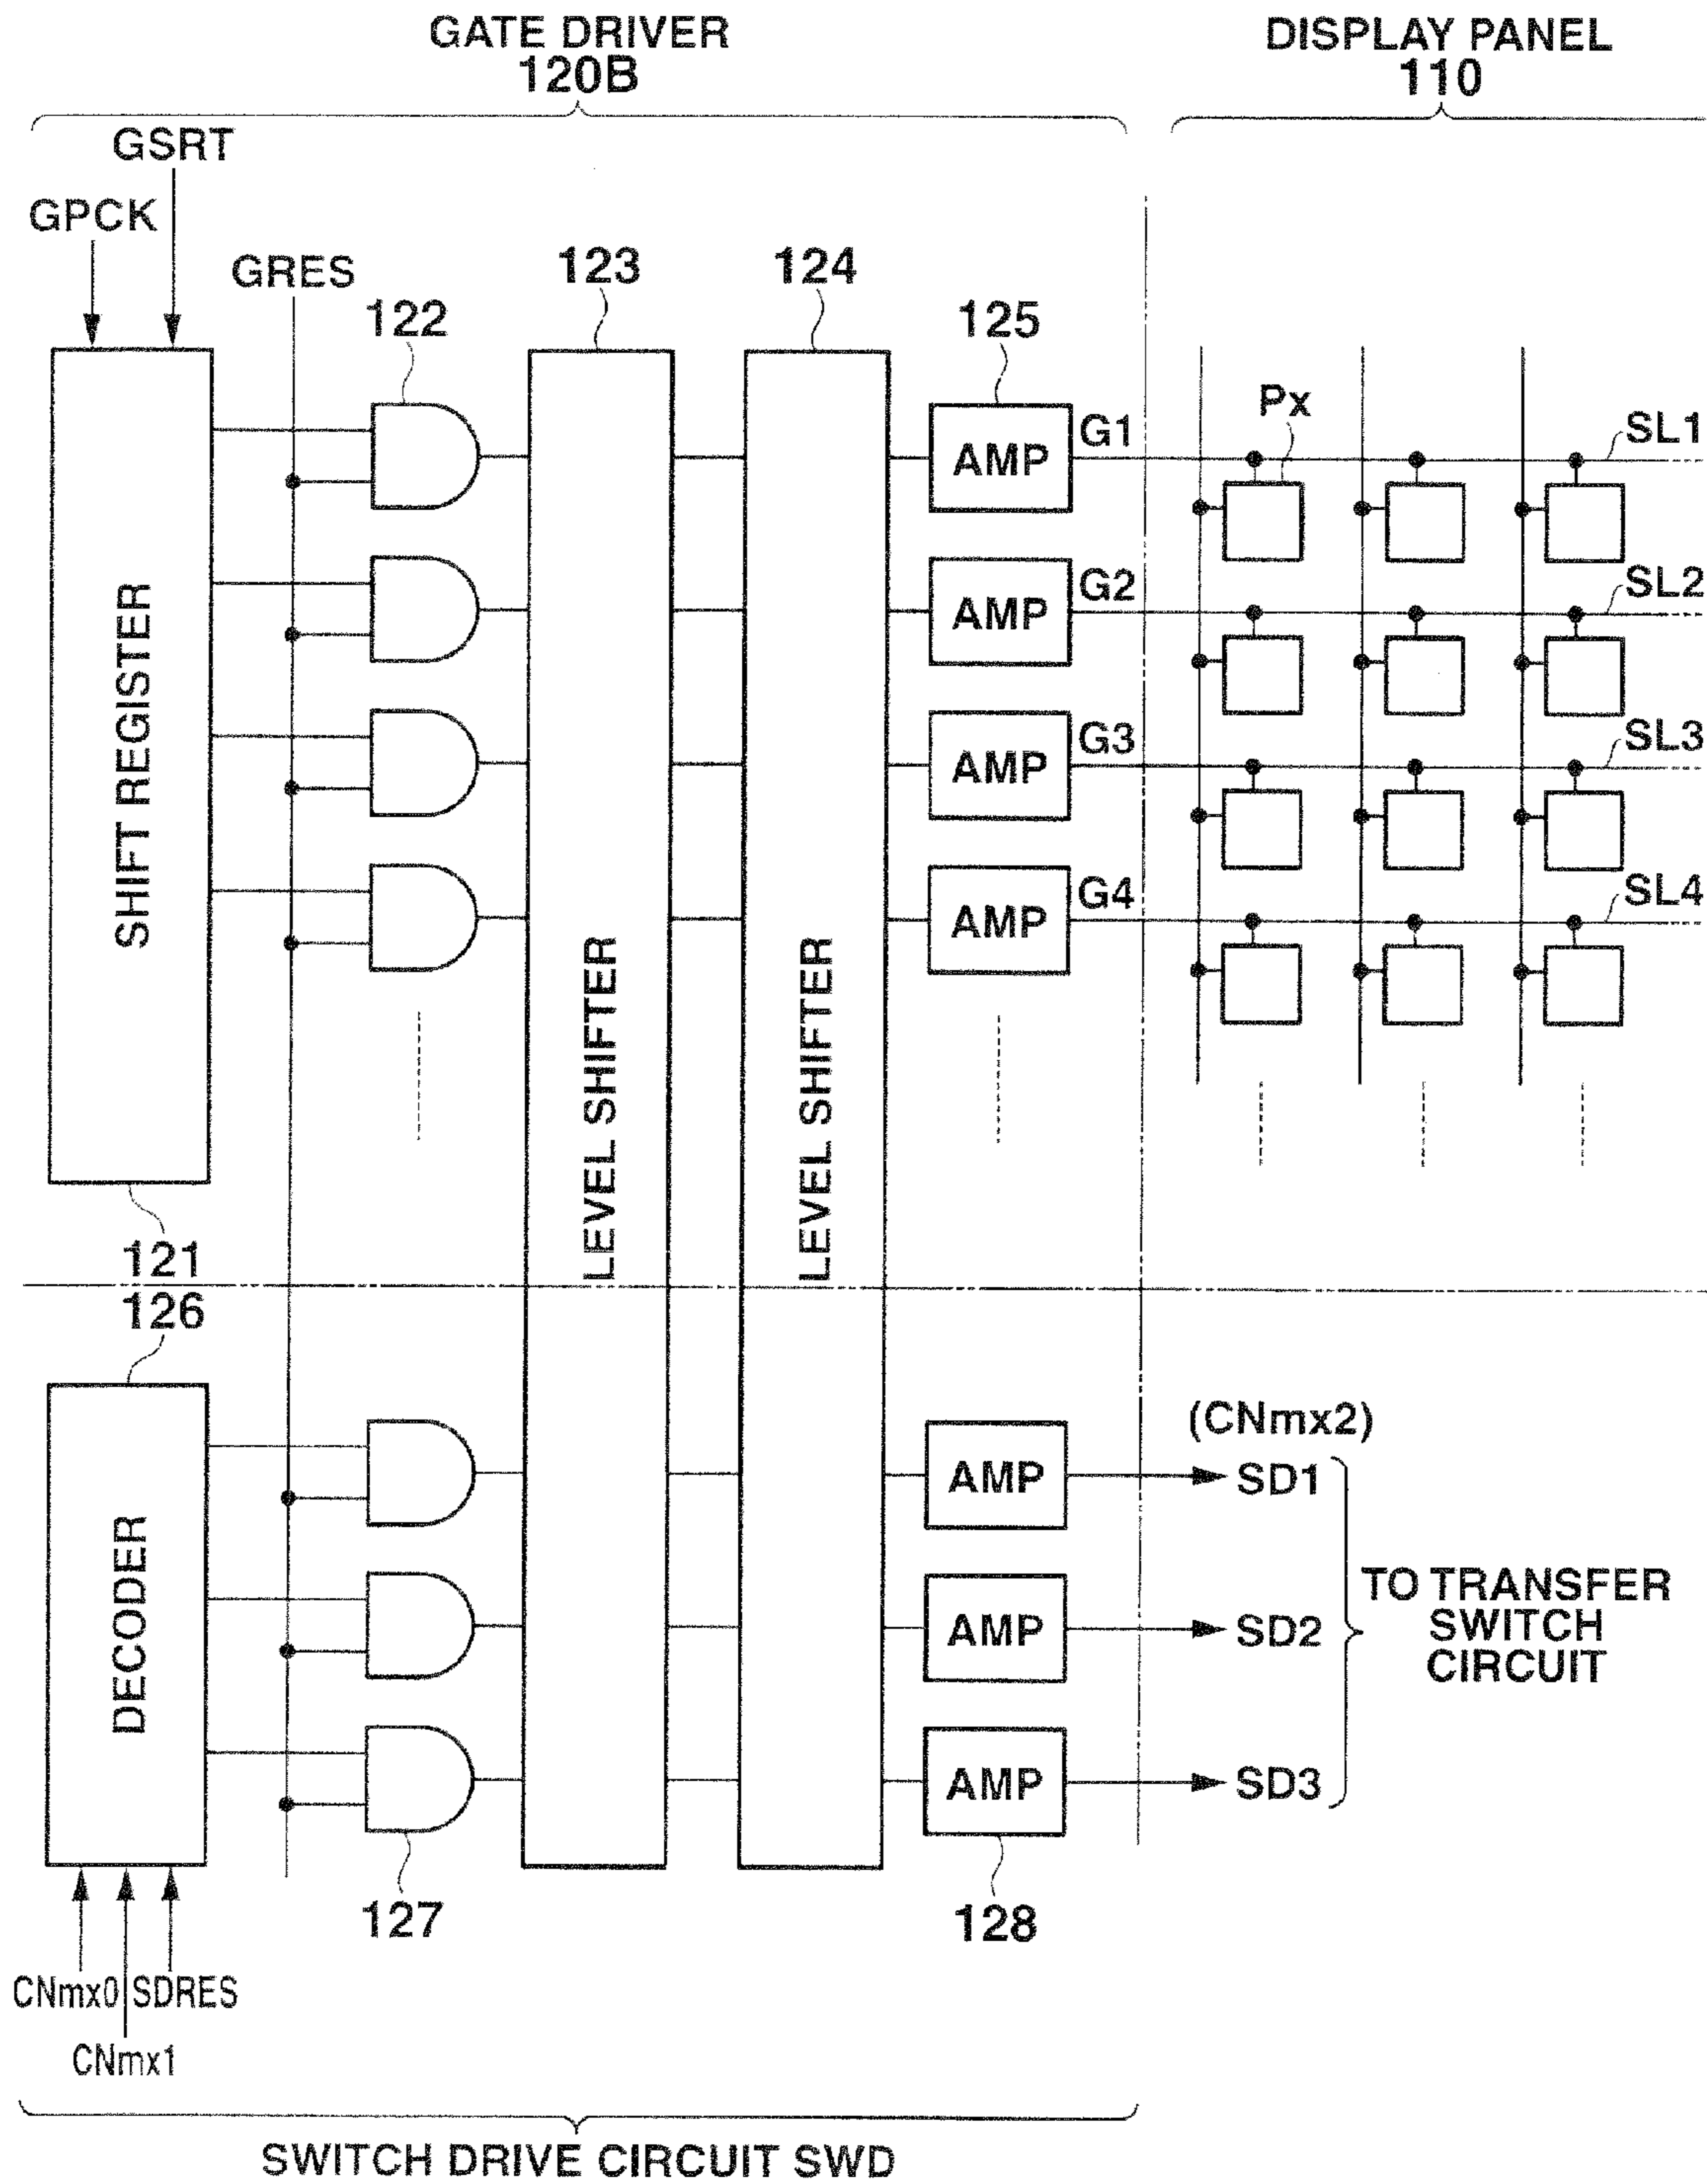 GATE DRIVER
120B
DISPLAY PANEL
110
GSRT
GPCK
GRES
122
123
124
125
Px
SHIFT REGISTER
LEVEL SHIFTER
LEVEL SHIFTER
AMP
G1
SL1
AMP
G2
SL2
AMP
G3
SL3
AMP
G4
SL4
121
126
DECODER
(CNmx2)
AMP
SD1
AMP
SD2
AMP
SD3
TO TRANSFER
SWITCH
CIRCUIT
127
128
CNmx0
SDRES
CNmx1
SWITCH DRIVE CIRCUIT SWD